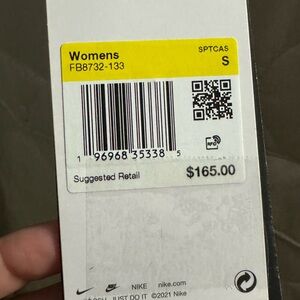 Womens SPTCAS
FB8732-133 S
RFID
1 96968 35338 5
Suggested Retail $165.00
NIKE nike.com
JUST DO IT ©2021 Nike